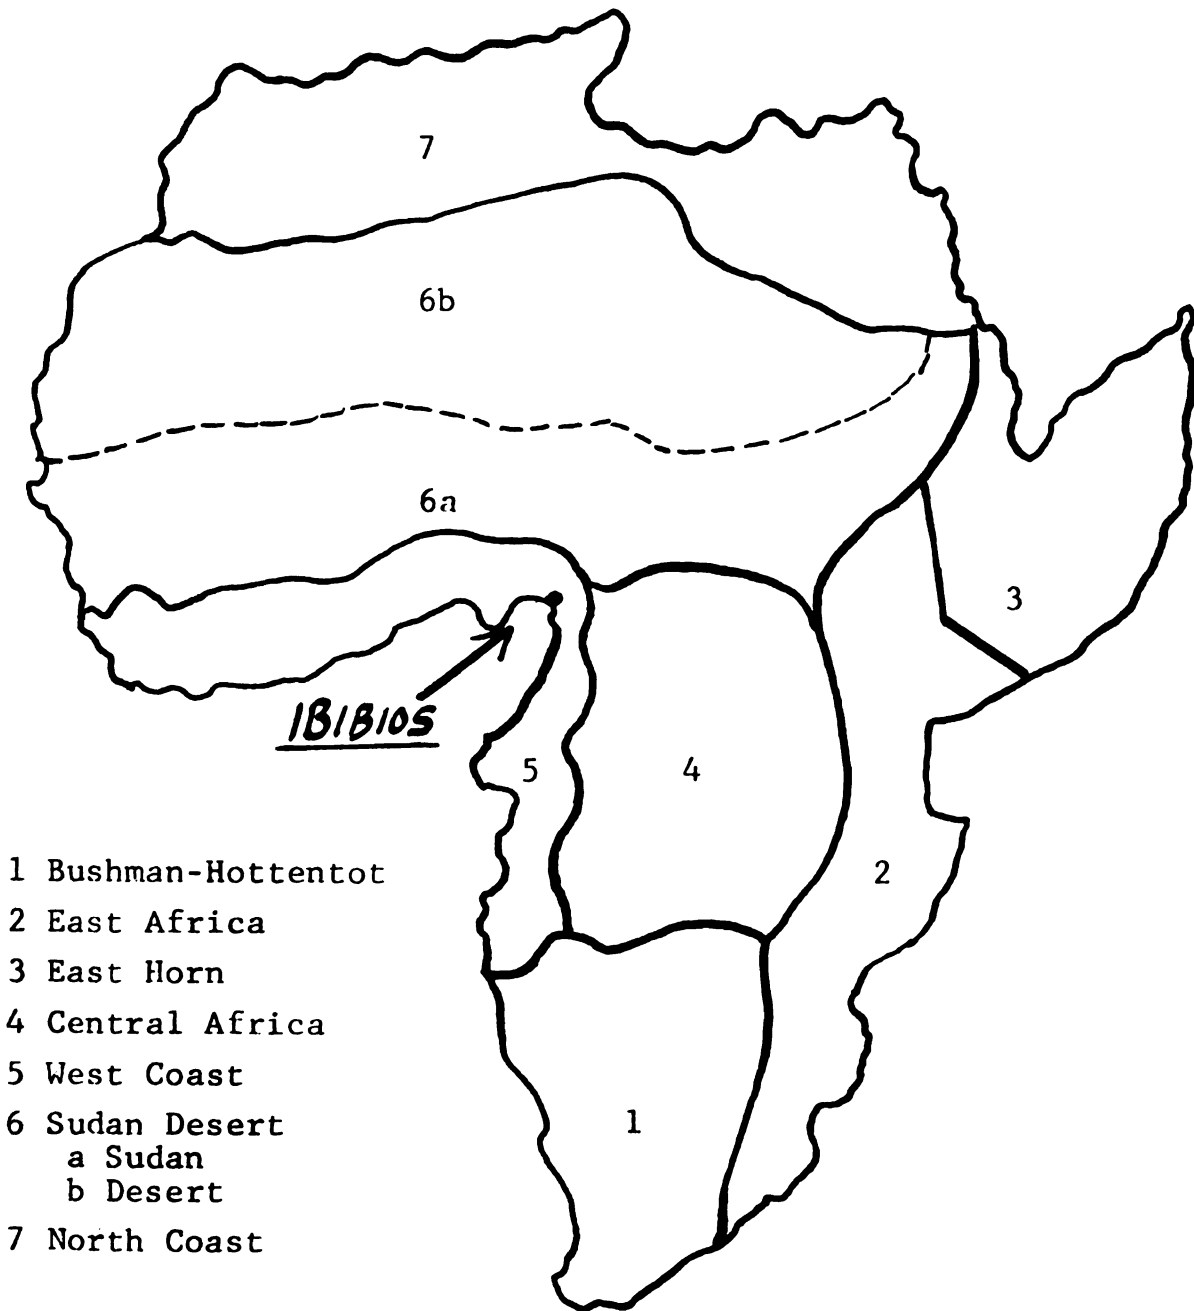 7
6b
6a
3
IBIBIOS
5
4
2
1
1 Bushman-Hottentot
2 East Africa
3 East Horn
4 Central Africa
5 West Coast
6 Sudan Desert
a Sudan
b Desert
7 North Coast